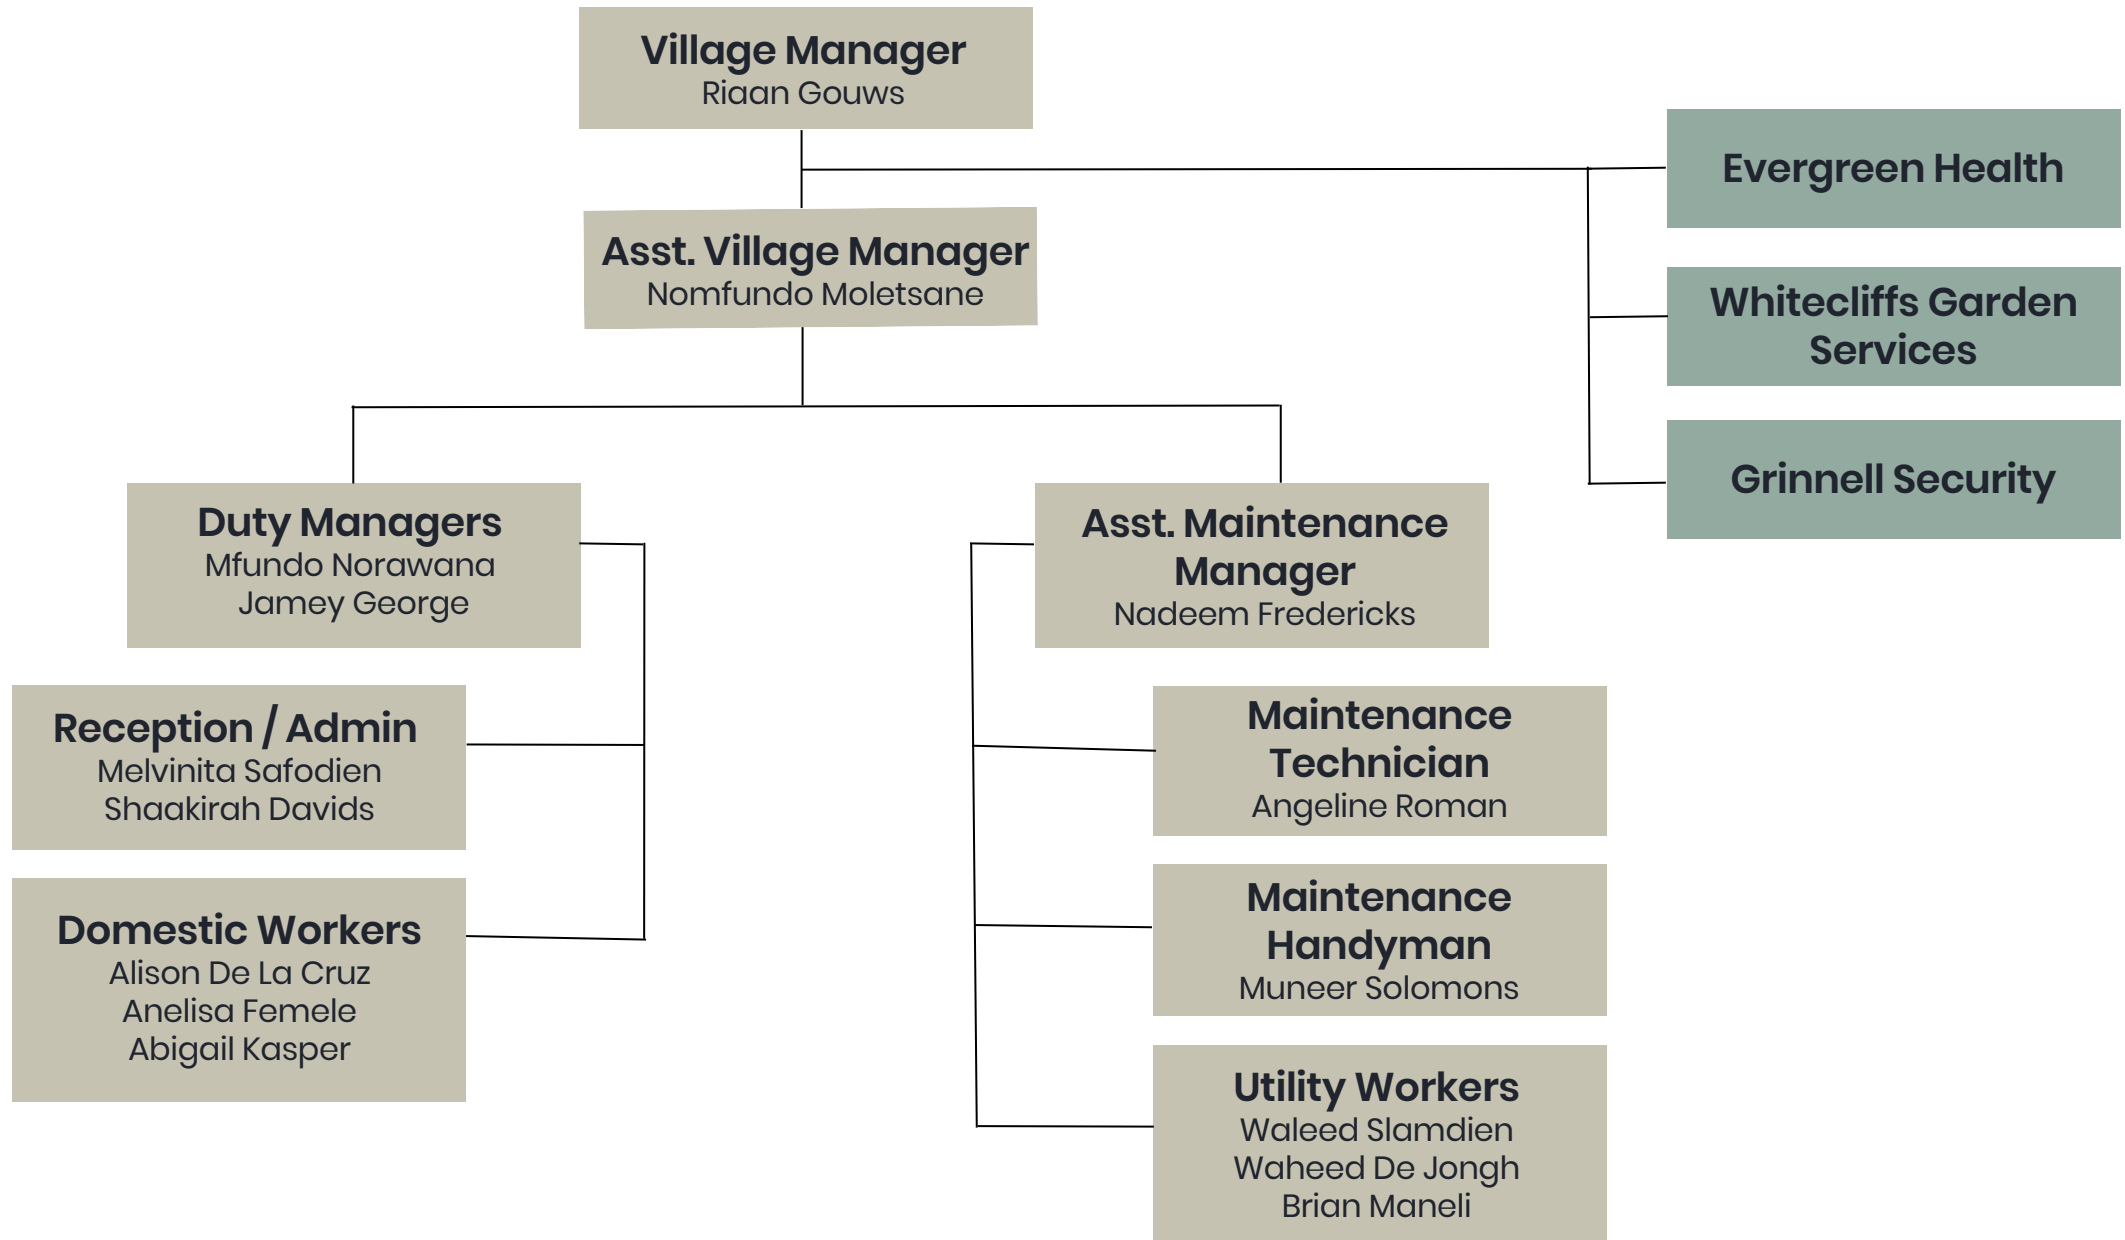 Village Manager
Riaan Gouws
Evergreen Health
Asst. Village Manager
Nomfundo Moletsane
Whitecliffs Garden
Services
Grinnell Security
Duty Managers
Mfundo Norawana
Jamey George
Asst. Maintenance
Manager
Nadeem Fredericks
Reception / Admin
Melvinita Safodien
Shaakirah Davids
Maintenance
Technician
Angeline Roman
Domestic Workers
Alison De La Cruz
Anelisa Femele
Abigail Kasper
Maintenance
Handyman
Muneer Solomons
Utility Workers
Waleed Slamdien
Waheed De Jongh
Brian Maneli